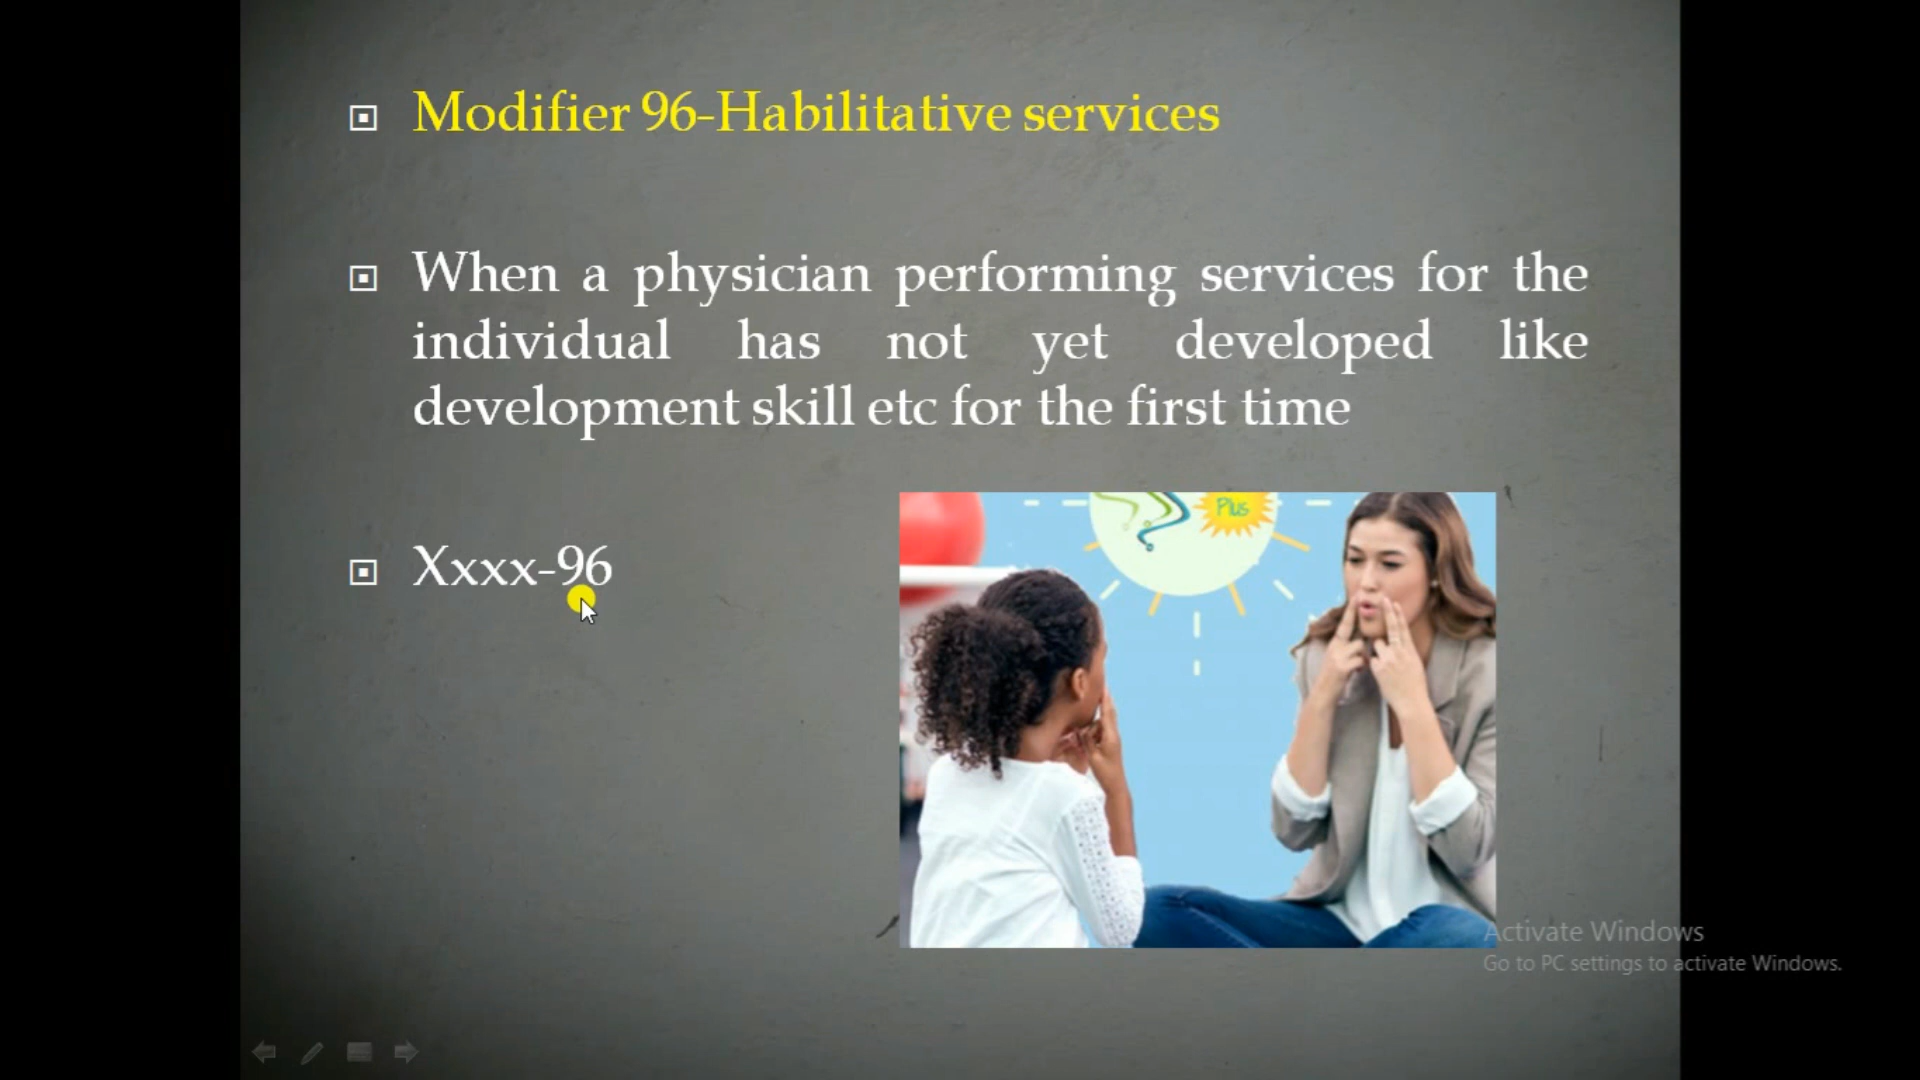 Modifier 96-Habilitative services
When a physician performing services for the
individual has not yet developed like
development skill etc for the first time
Xxxx-96
Plus
Activate Windows
Go to PC settings to activate Windows.